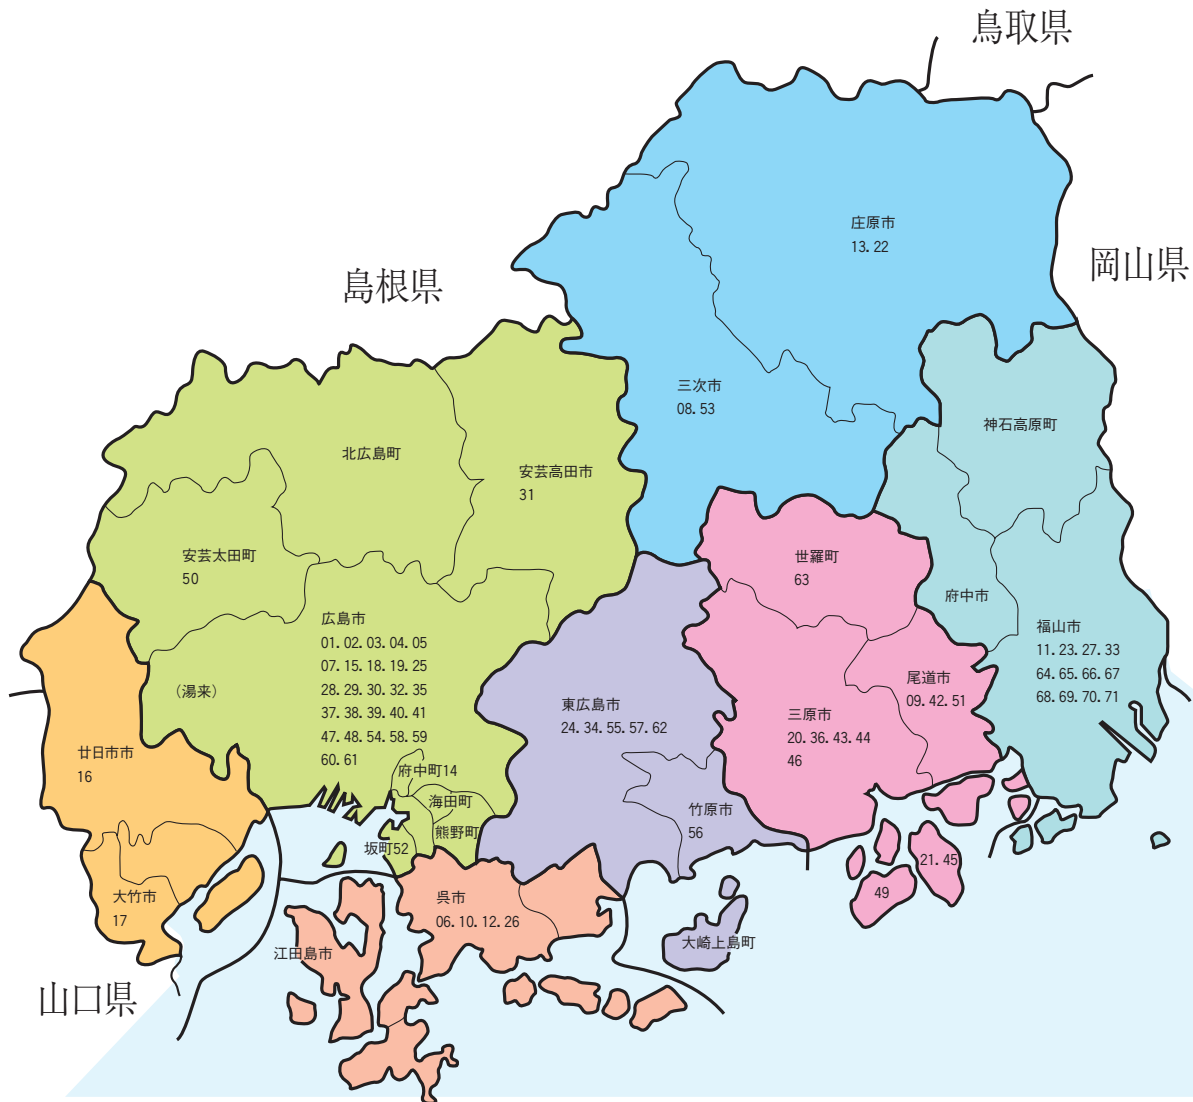 鳥取県
庄原市
13. 22
岡山県
島根県
三次市
08. 53
神石高原町
北広島町
安芸高田市
31
安芸太田町
50
世羅町
63
府中市
広島市
01. 02. 03. 04. 05
07. 15. 18. 19. 25
28. 29. 30. 32. 35
37. 38. 39. 40. 41
47. 48. 54. 58. 59
60. 61
福山市
11. 23. 27. 33
64. 65. 66. 67
68. 69. 70. 71
(湯来)
尾道市
09. 42. 51
東広島市
24. 34. 55. 57. 62
三原市
20. 36. 43. 44
46
廿日市市
16
府中町14
海田町
熊野町
坂町52
竹原市
56
21. 45
49
大竹市
17
呉市
06. 10. 12. 26
大崎上島町
江田島市
山口県